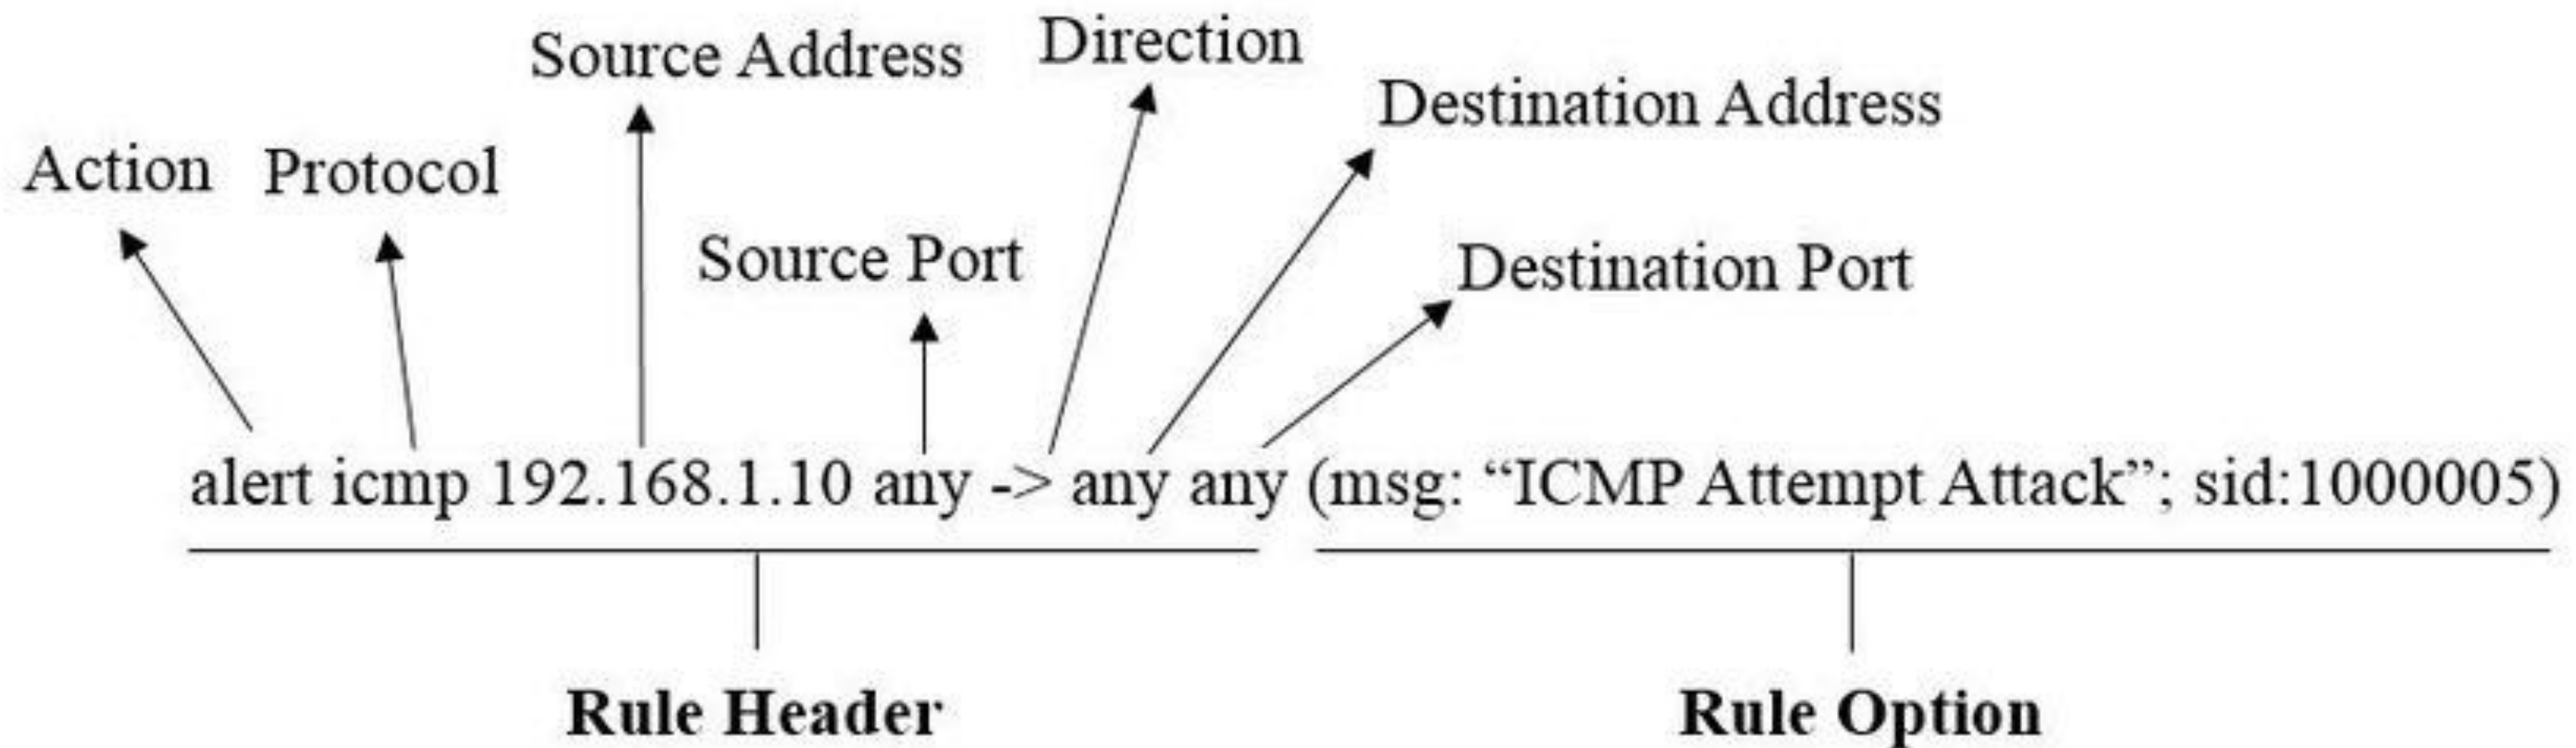 Direction
Source Address
Destination Address
Action
Protocol
Source Port
Destination Port
alert icmp 192.168.1.10 any -> any any (msg: “ICMP Attempt Attack”; sid:1000005)
Rule Header
Rule Option